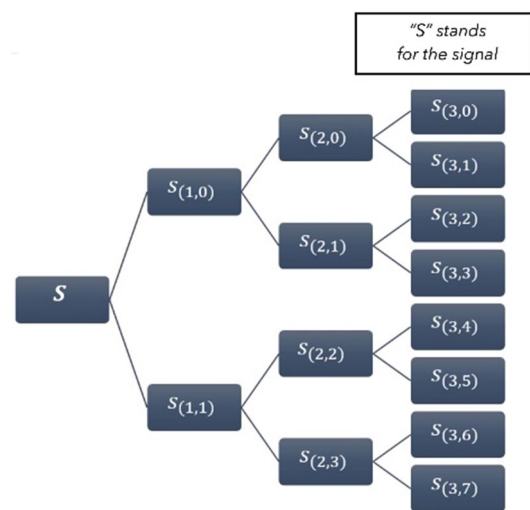 "S" stands
for the signal
S(3,0)
S(2,0)
S(3,1)
S(1,0)
S(3,2)
S(2,1)
S(3,3)
S
S(3,4)
S(2,2)
S(3,5)
S(1,1)
S(3,6)
S(2,3)
S(3,7)